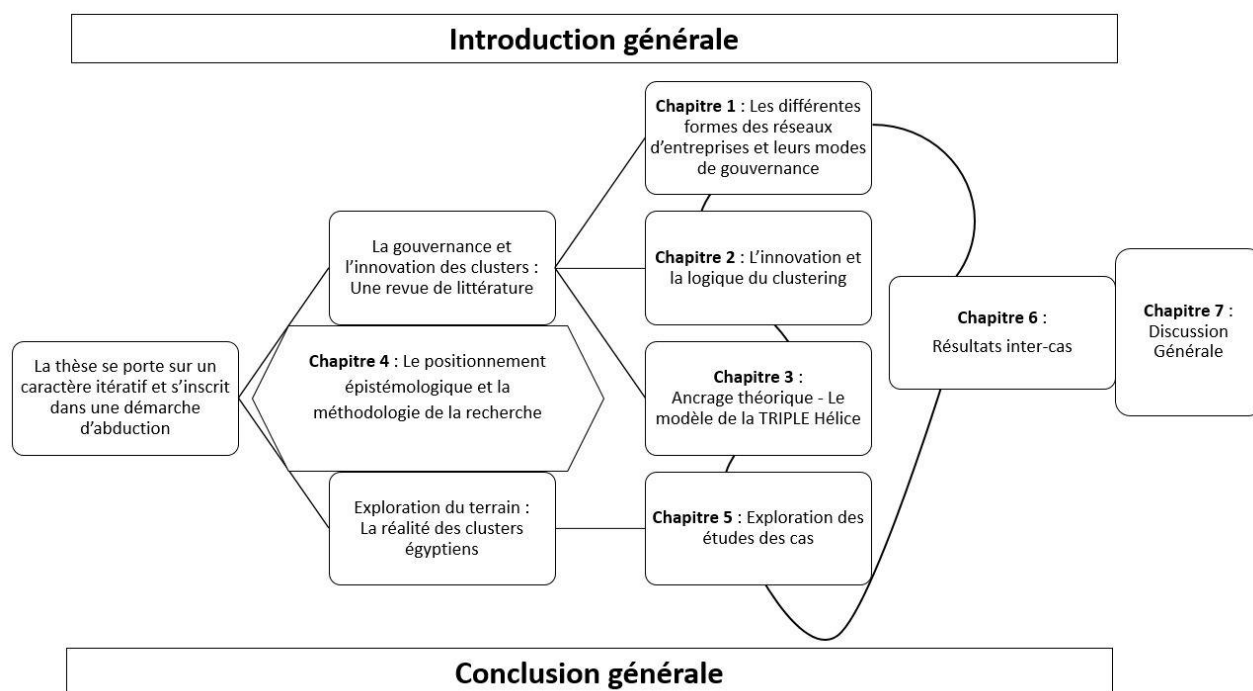 Introduction générale
La thèse se porte sur un
caractère itératif et s’inscrit
dans une démarche
d’abduction
La gouvernance et
l’innovation des clusters :
Une revue de littérature
Chapitre 4 : Le positionnement
épistémologique et la
méthodologie de la recherche
Exploration du terrain :
La réalité des clusters
égyptiens
Chapitre 1 : Les différentes
formes des réseaux
d’entreprises et leurs modes
de gouvernance
Chapitre 2 : L’innovation et
la logique du clustering
Chapitre 3 :
Ancrage théorique - Le
modèle de la TRIPLE Hélice
Chapitre 5 : Exploration des
études des cas
Chapitre 6 :
Résultats inter-cas
Chapitre 7 :
Discussion
Générale
Conclusion générale